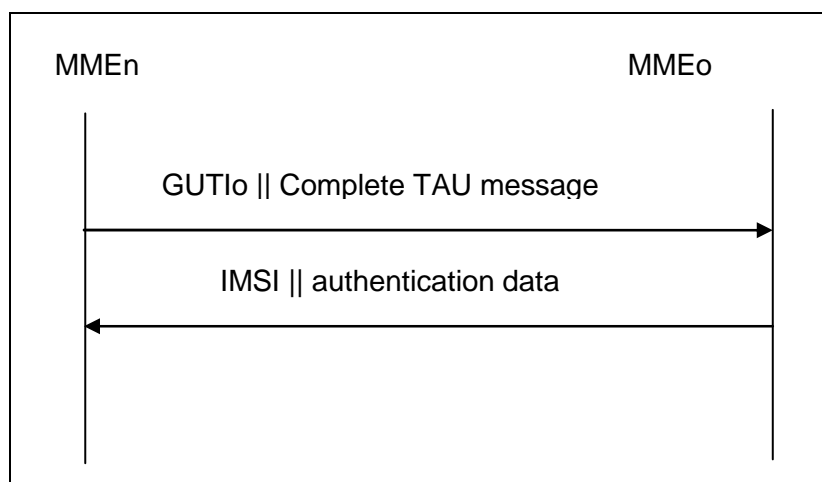 MMEn MMEo
GUTIo || Complete TAU message
IMSI || authentication data